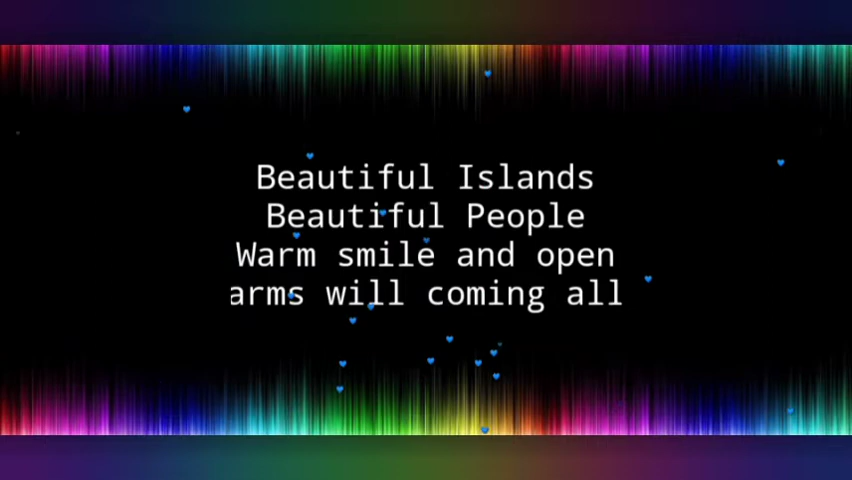 Beautiful Islands
Beautiful People
Warm smile and open
arms will coming all